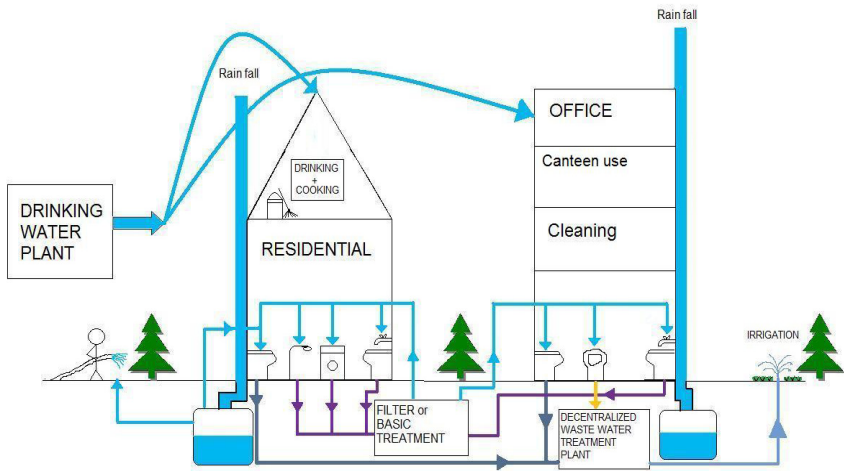 Rain fall
Rain fall
OFFICE
Canteen use
DRINKING
+
COOKING
DRINKING
WATER
PLANT
Cleaning
RESIDENTIAL
IRRIGATION
FILTER or
BASIC
TREATMENT
DECENTRALIZED
WASTE WATER
TREATMENT
PLANT